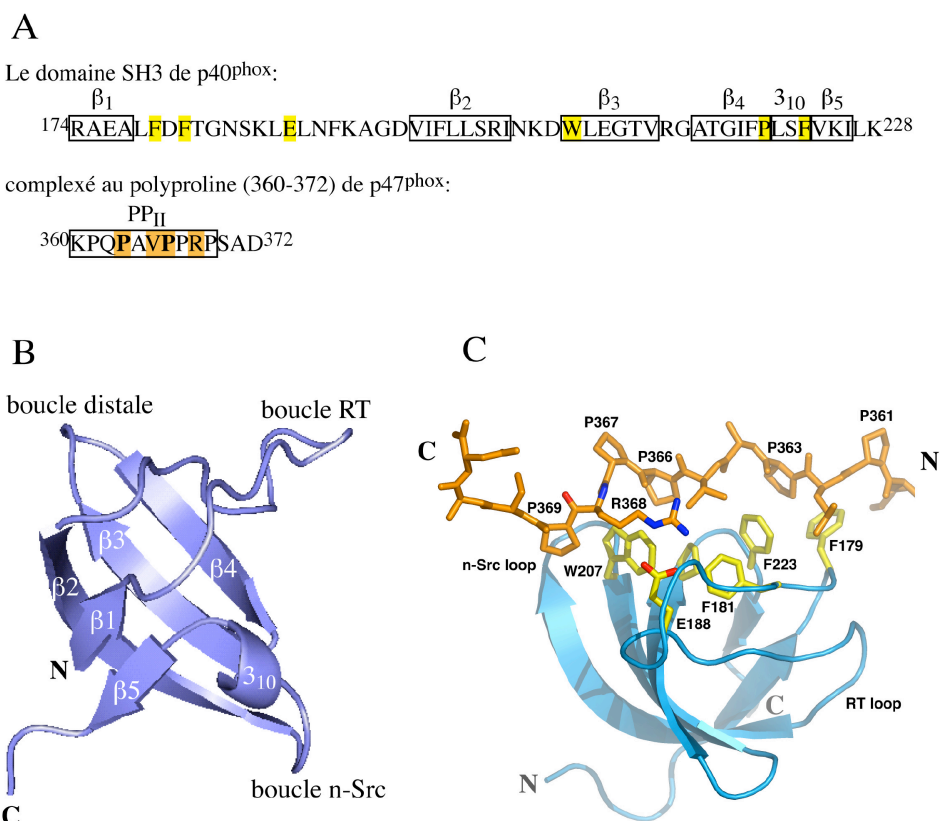 A
Le domaine SH3 de p40phox:
β1 β2 β3 β4 310 β5
174RAEALFDFTGNSKLELNFKAGDVIFLLSRINKDWLEGTVRGATGIFPLSFVKILK228
complexé au polyproline (360-372) de p47phox:
PPII
360KPQPAVPPRPSAD372
B
boucle distale
boucle RT
β3
β4
β2
β1
N
β5
310
boucle n-Src
C
C
P361
P367
P366
P363
C
N
P369
R368
n-Src loop
W207
F223
F179
F181
E188
RT loop
C
N